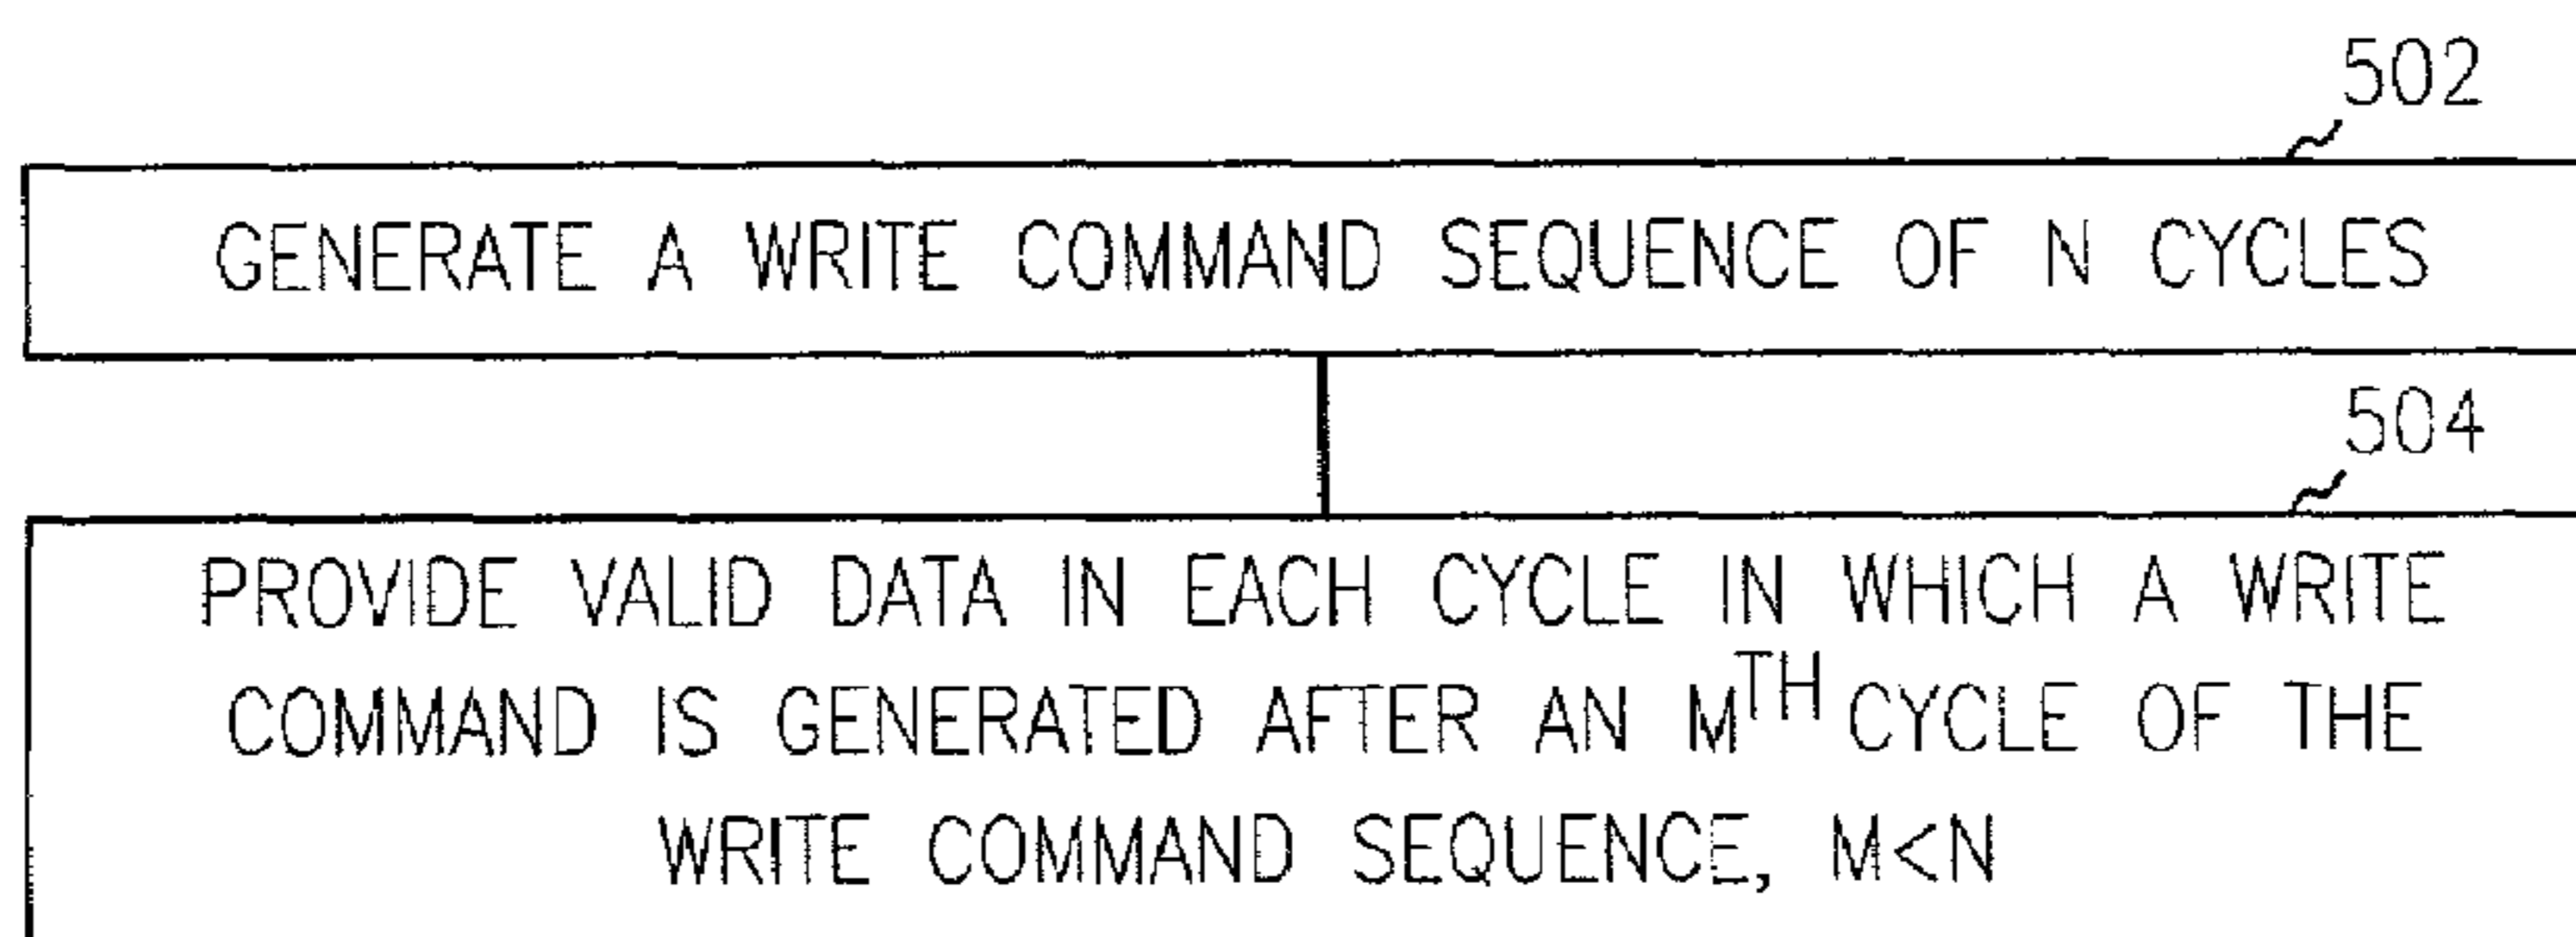 502
GENERATE A WRITE COMMAND SEQUENCE OF N CYCLES
504
PROVIDE VALID DATA IN EACH CYCLE IN WHICH A WRITE
COMMAND IS GENERATED AFTER AN MTH CYCLE OF THE
WRITE COMMAND SEQUENCE, M<N